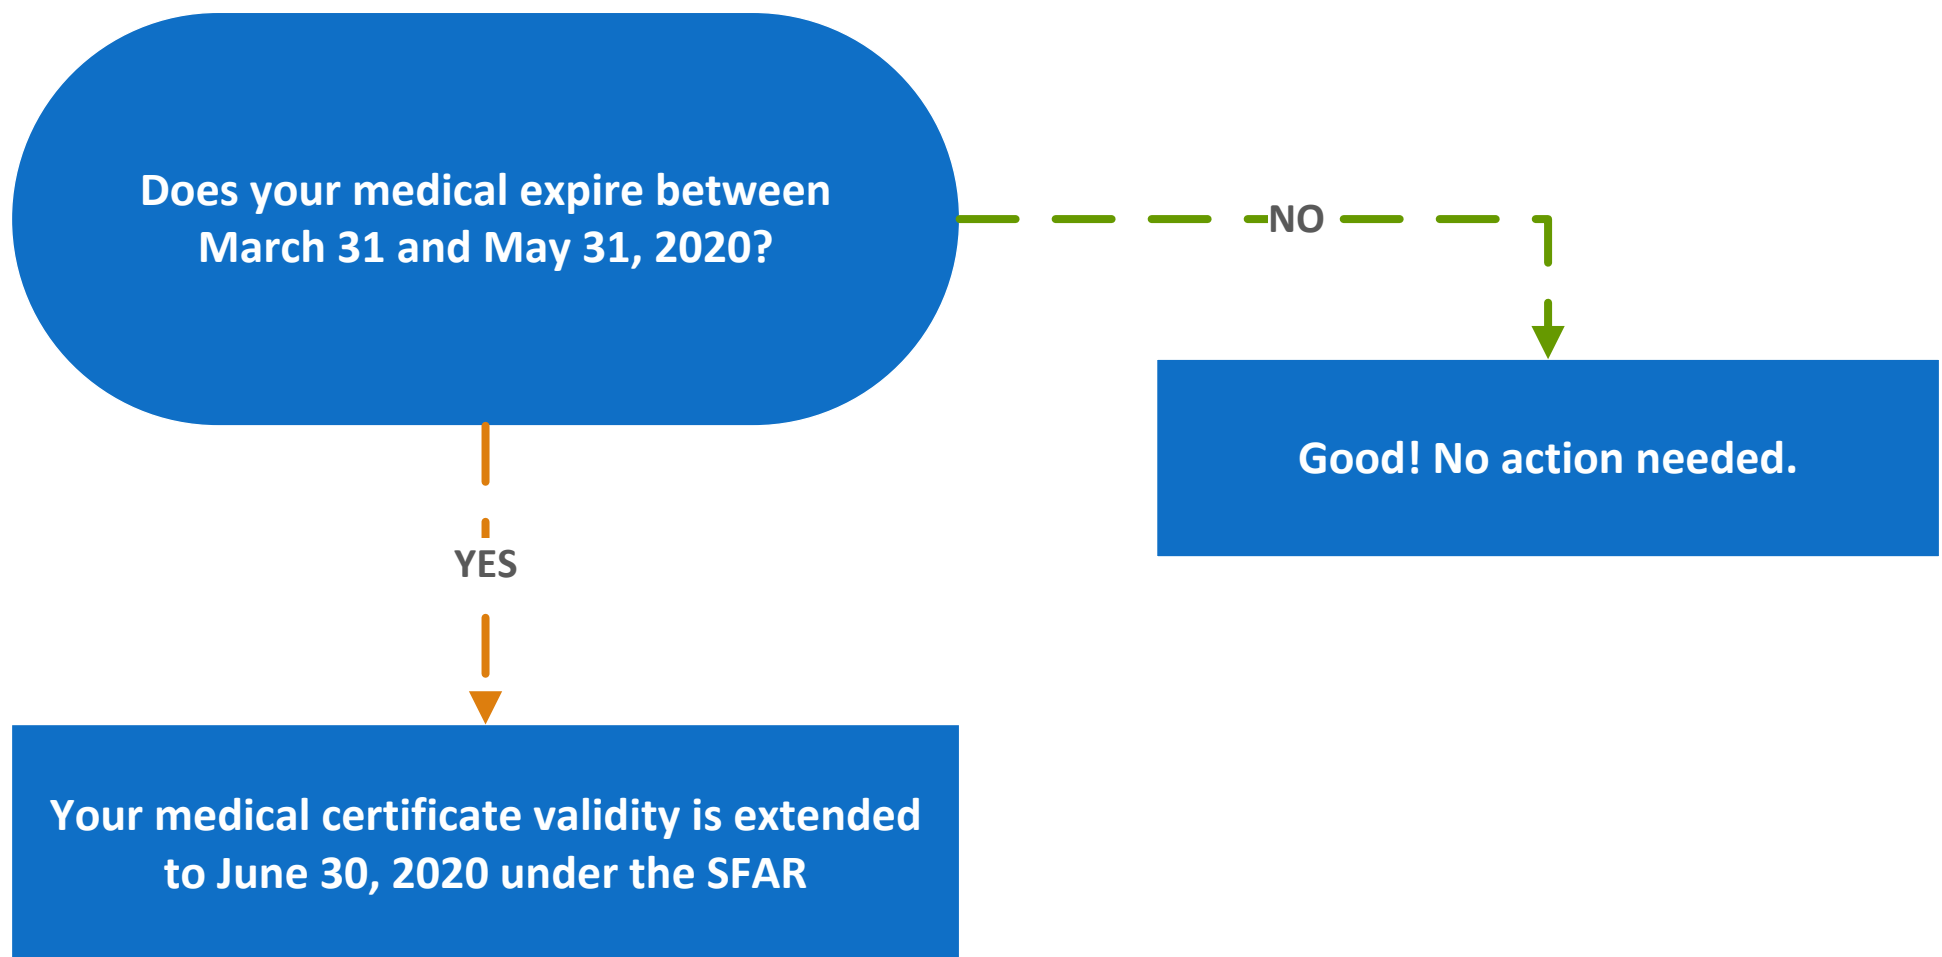 Does your medical expire between
March 31 and May 31, 2020?
NO
Good! No action needed.
YES
Your medical certificate validity is extended
to June 30, 2020 under the SFAR